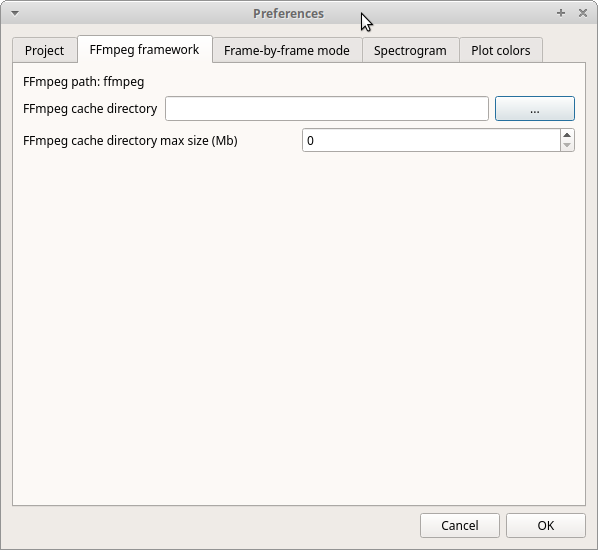 Preferences
Project FFmpeg framework Frame-by-frame mode Spectrogram Plot colors
FFmpeg path: ffmpeg
FFmpeg cache directory ...
FFmpeg cache directory max size (Mb) 0
Cancel OK